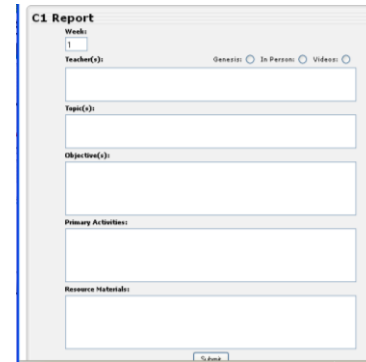 C1 Report
Week:
1
Teacher(s): Genesis: In Person: Videos:
Topic(s):
Objective(s):
Primary Activities:
Resource Materials:
Submit